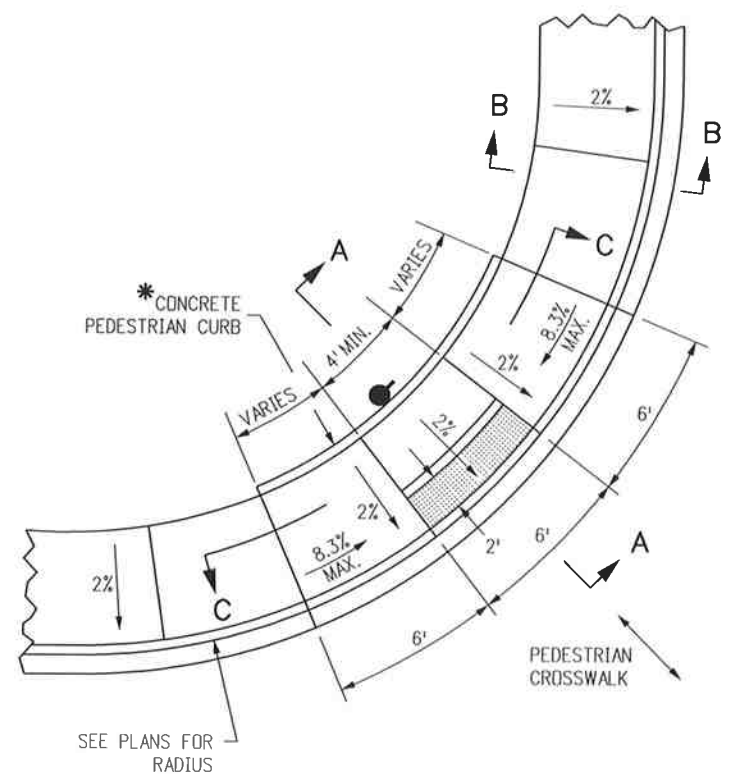 2%
B
B
A
VARIES
C
*CONCRETE
PEDESTRIAN CURB
4' MIN.
8.3%
MAX.
2%
VARIES
6'
2%
2%
8.3%
MAX.
2'
6'
A
2%
C
6'
PEDESTRIAN
CROSSWALK
SEE PLANS FOR
RADIUS